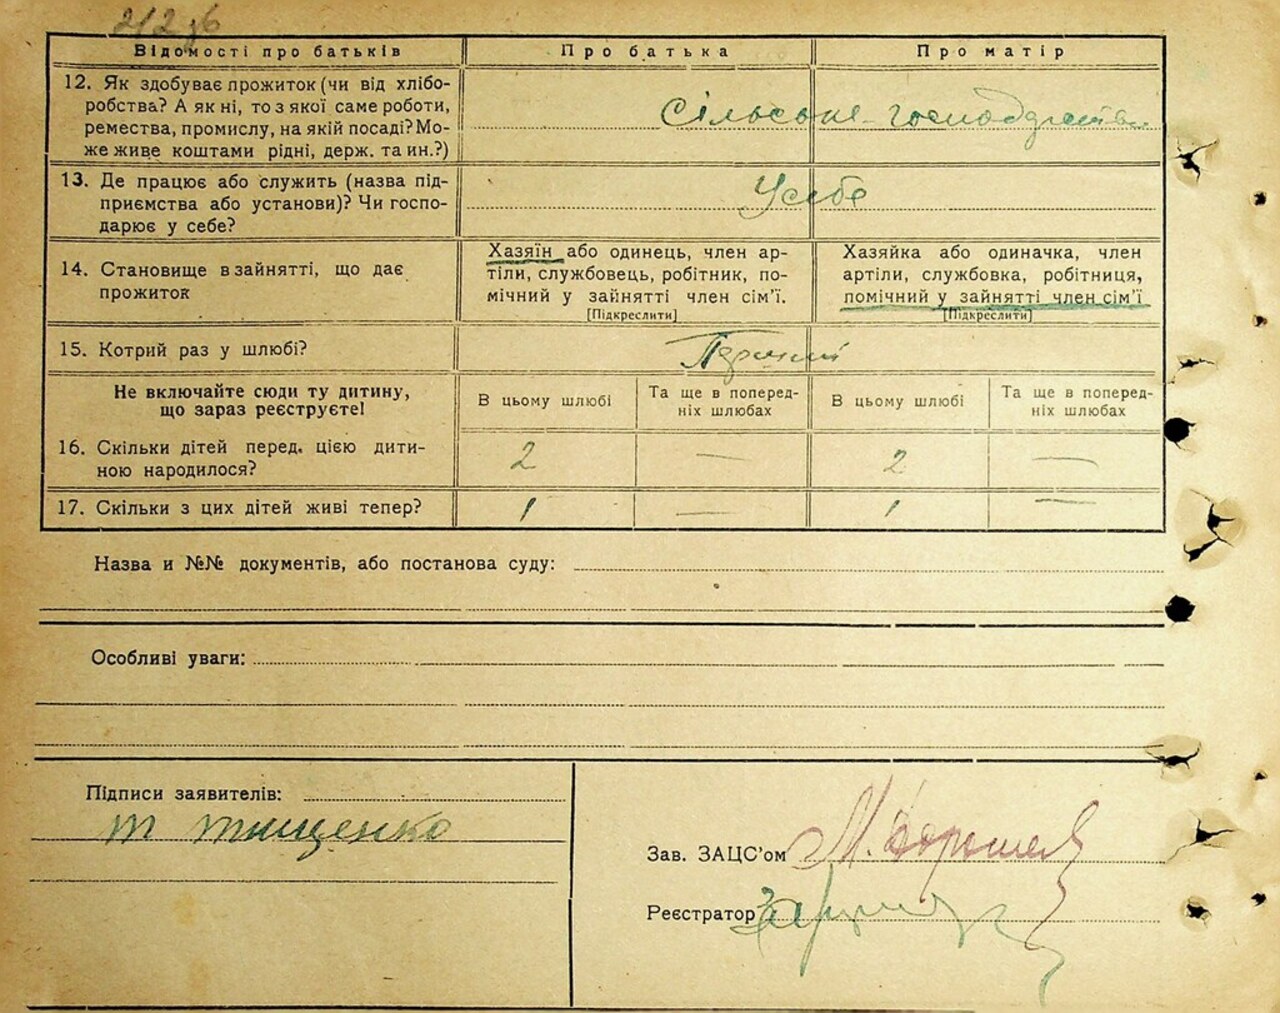 Відомості про батьків
Про батька
Про матір
12. Як здобуває прожиток (чи від хлібо-
робства? А як ні, то з якої саме роботи,
ремества, промислу, на якій посаді? Мо-
же живе коштами рідні, держ. та ин.?)
Сільське-господарство
13. Де працює або служить (назва під-
приємства або установи)? Чи госпо-
дарює у себе?
У себе
14. Становище в зайнятті, що дає
прожиток
Хазяїн або одинець, член ар-
тіли, службовець, робітник, по-
мічний у зайнятті член сім'ї.
[Підкреслити]
Хазяйка або одиначка, член
артіли, службовка, робітниця,
помічний у зайнятті член сім'ї
[Підкреслити]
15. Котрий раз у шлюбі?
Не включайте сюди ту дитину,
що зараз реєструєте!
В цьому шлюбі
Та ще в поперед-
ніх шлюбах
В цьому шлюбі
Та ще в поперед-
ніх шлюбах
16. Скільки дітей перед. цією дити-
ною народилося?
2 — 2 —
17. Скільки з цих дітей живі тепер?
1 — 1 —
Назва и №№ документів, або постанова суду:
Особливі уваги:
Підписи заявителів:
Т Тищенко
Зав. ЗАЦС'ом
Реєстратор